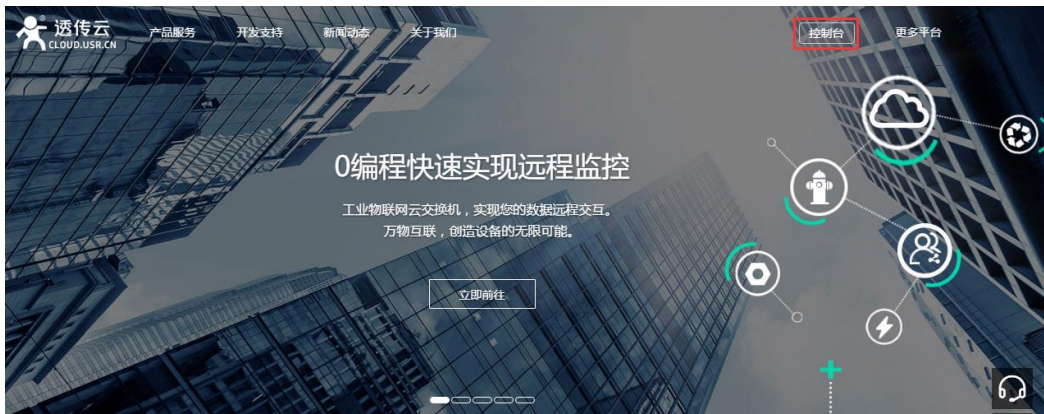 透传云
CLOUD.USR.CN
产品服务
开发支持
新闻动态
关于我们
控制台
更多平台
0编程快速实现远程监控
工业物联网云交换机，实现您的数据远程交互。
万物互联，创造设备的无限可能。
立即前往